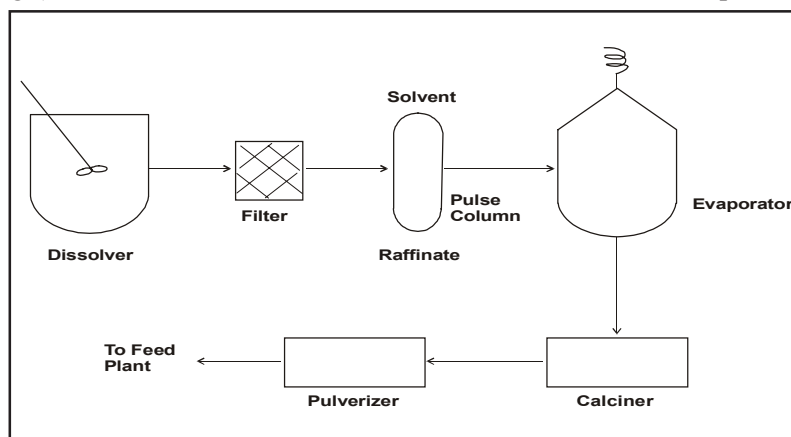 Solvent
Pulse
Column
Filter
Evaporator
Dissolver
Raffinate
To Feed
Plant
Pulverizer
Calciner